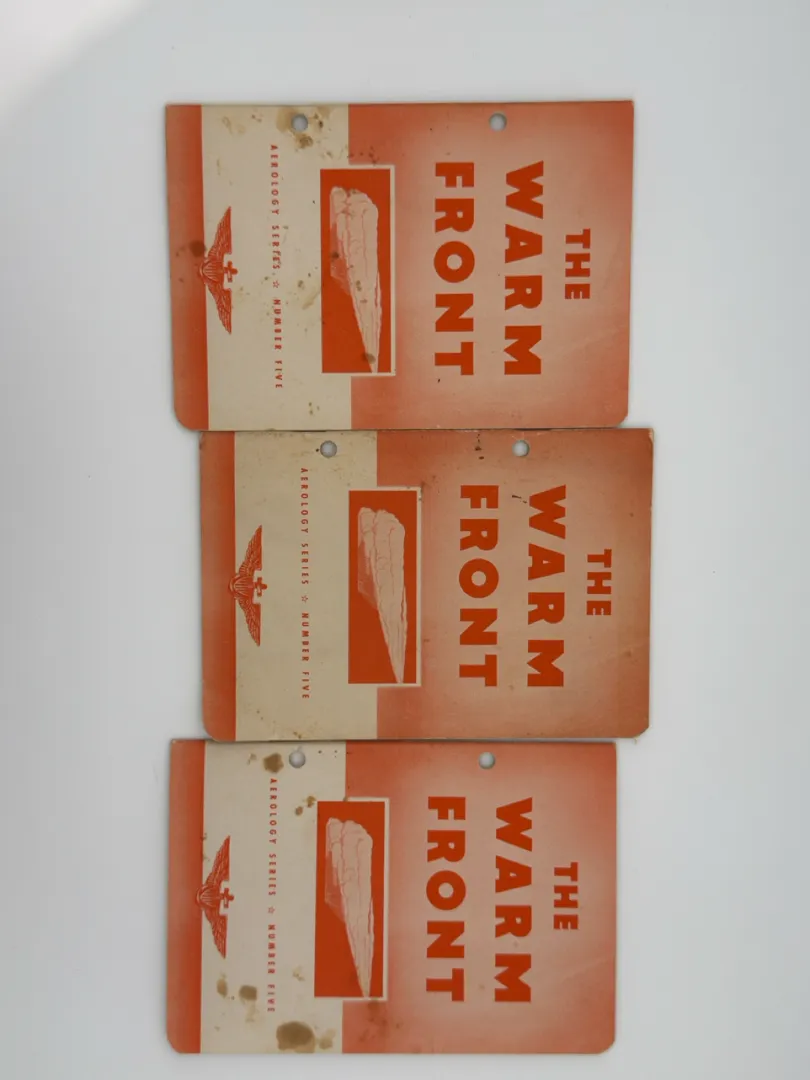 THE
WARM
FRONT
AEROLOGY SERIES ☆ NUMBER FIVE
THE
WARM
FRONT
AEROLOGY SERIES ☆ NUMBER FIVE
THE
WARM
FRONT
AEROLOGY SERIES ☆ NUMBER FIVE